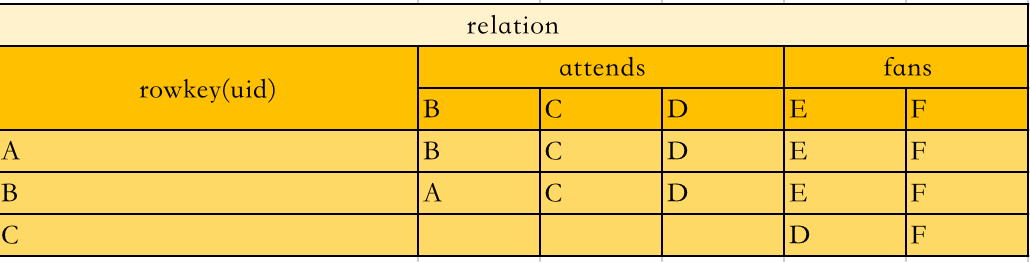 relation
rowkey(uid) attends fans
B C D E F
A B C D E F
B A C D E F
C D F